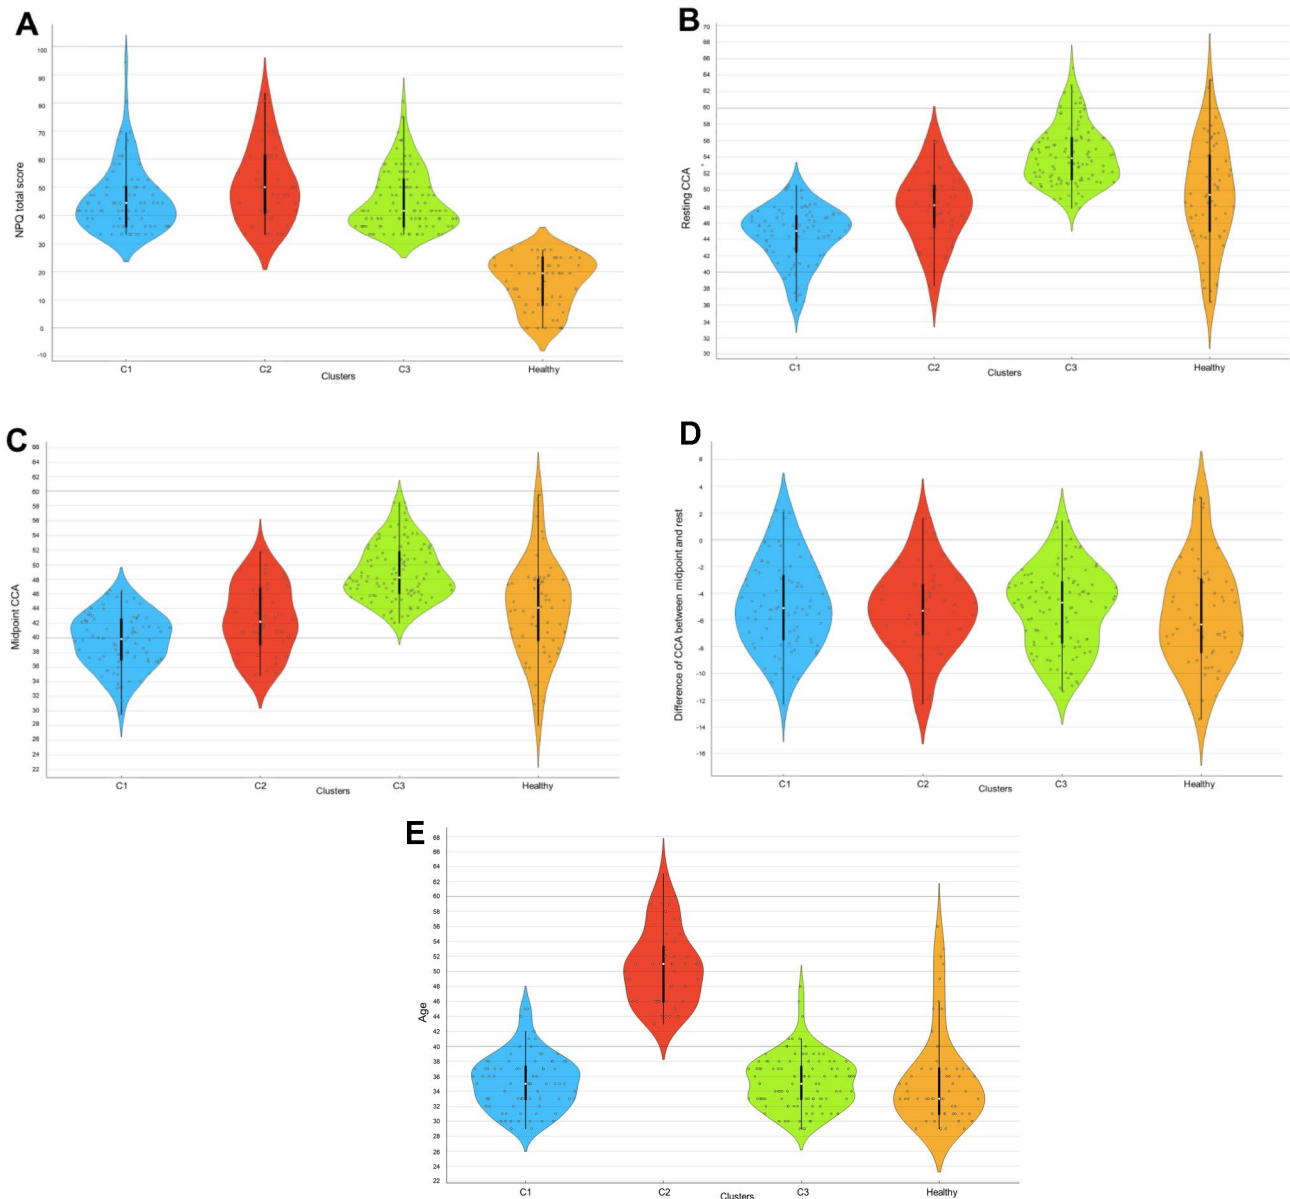 A
NPQ total score
100
90
80
70
60
50
40
30
20
10
0
-10
C1
C2
C3
Healthy
Clusters
B
Resting CCA
70
68
66
64
62
60
58
56
54
52
50
48
46
44
42
40
38
36
34
32
30
C1
C2
C3
Healthy
Clusters
C
Midpoint CCA
66
64
62
60
58
56
54
52
50
48
46
44
42
40
38
36
34
32
30
28
26
24
22
C1
C2
C3
Healthy
Clusters
D
Difference of CCA between midpoint and rest
6
4
2
0
-2
-4
-6
-8
-10
-12
-14
-16
C1
C2
C3
Healthy
Clusters
E
Age
68
66
64
62
60
58
56
54
52
50
48
46
44
42
40
38
36
34
32
30
28
26
24
22
C1
C2
C3
Healthy
Clusters